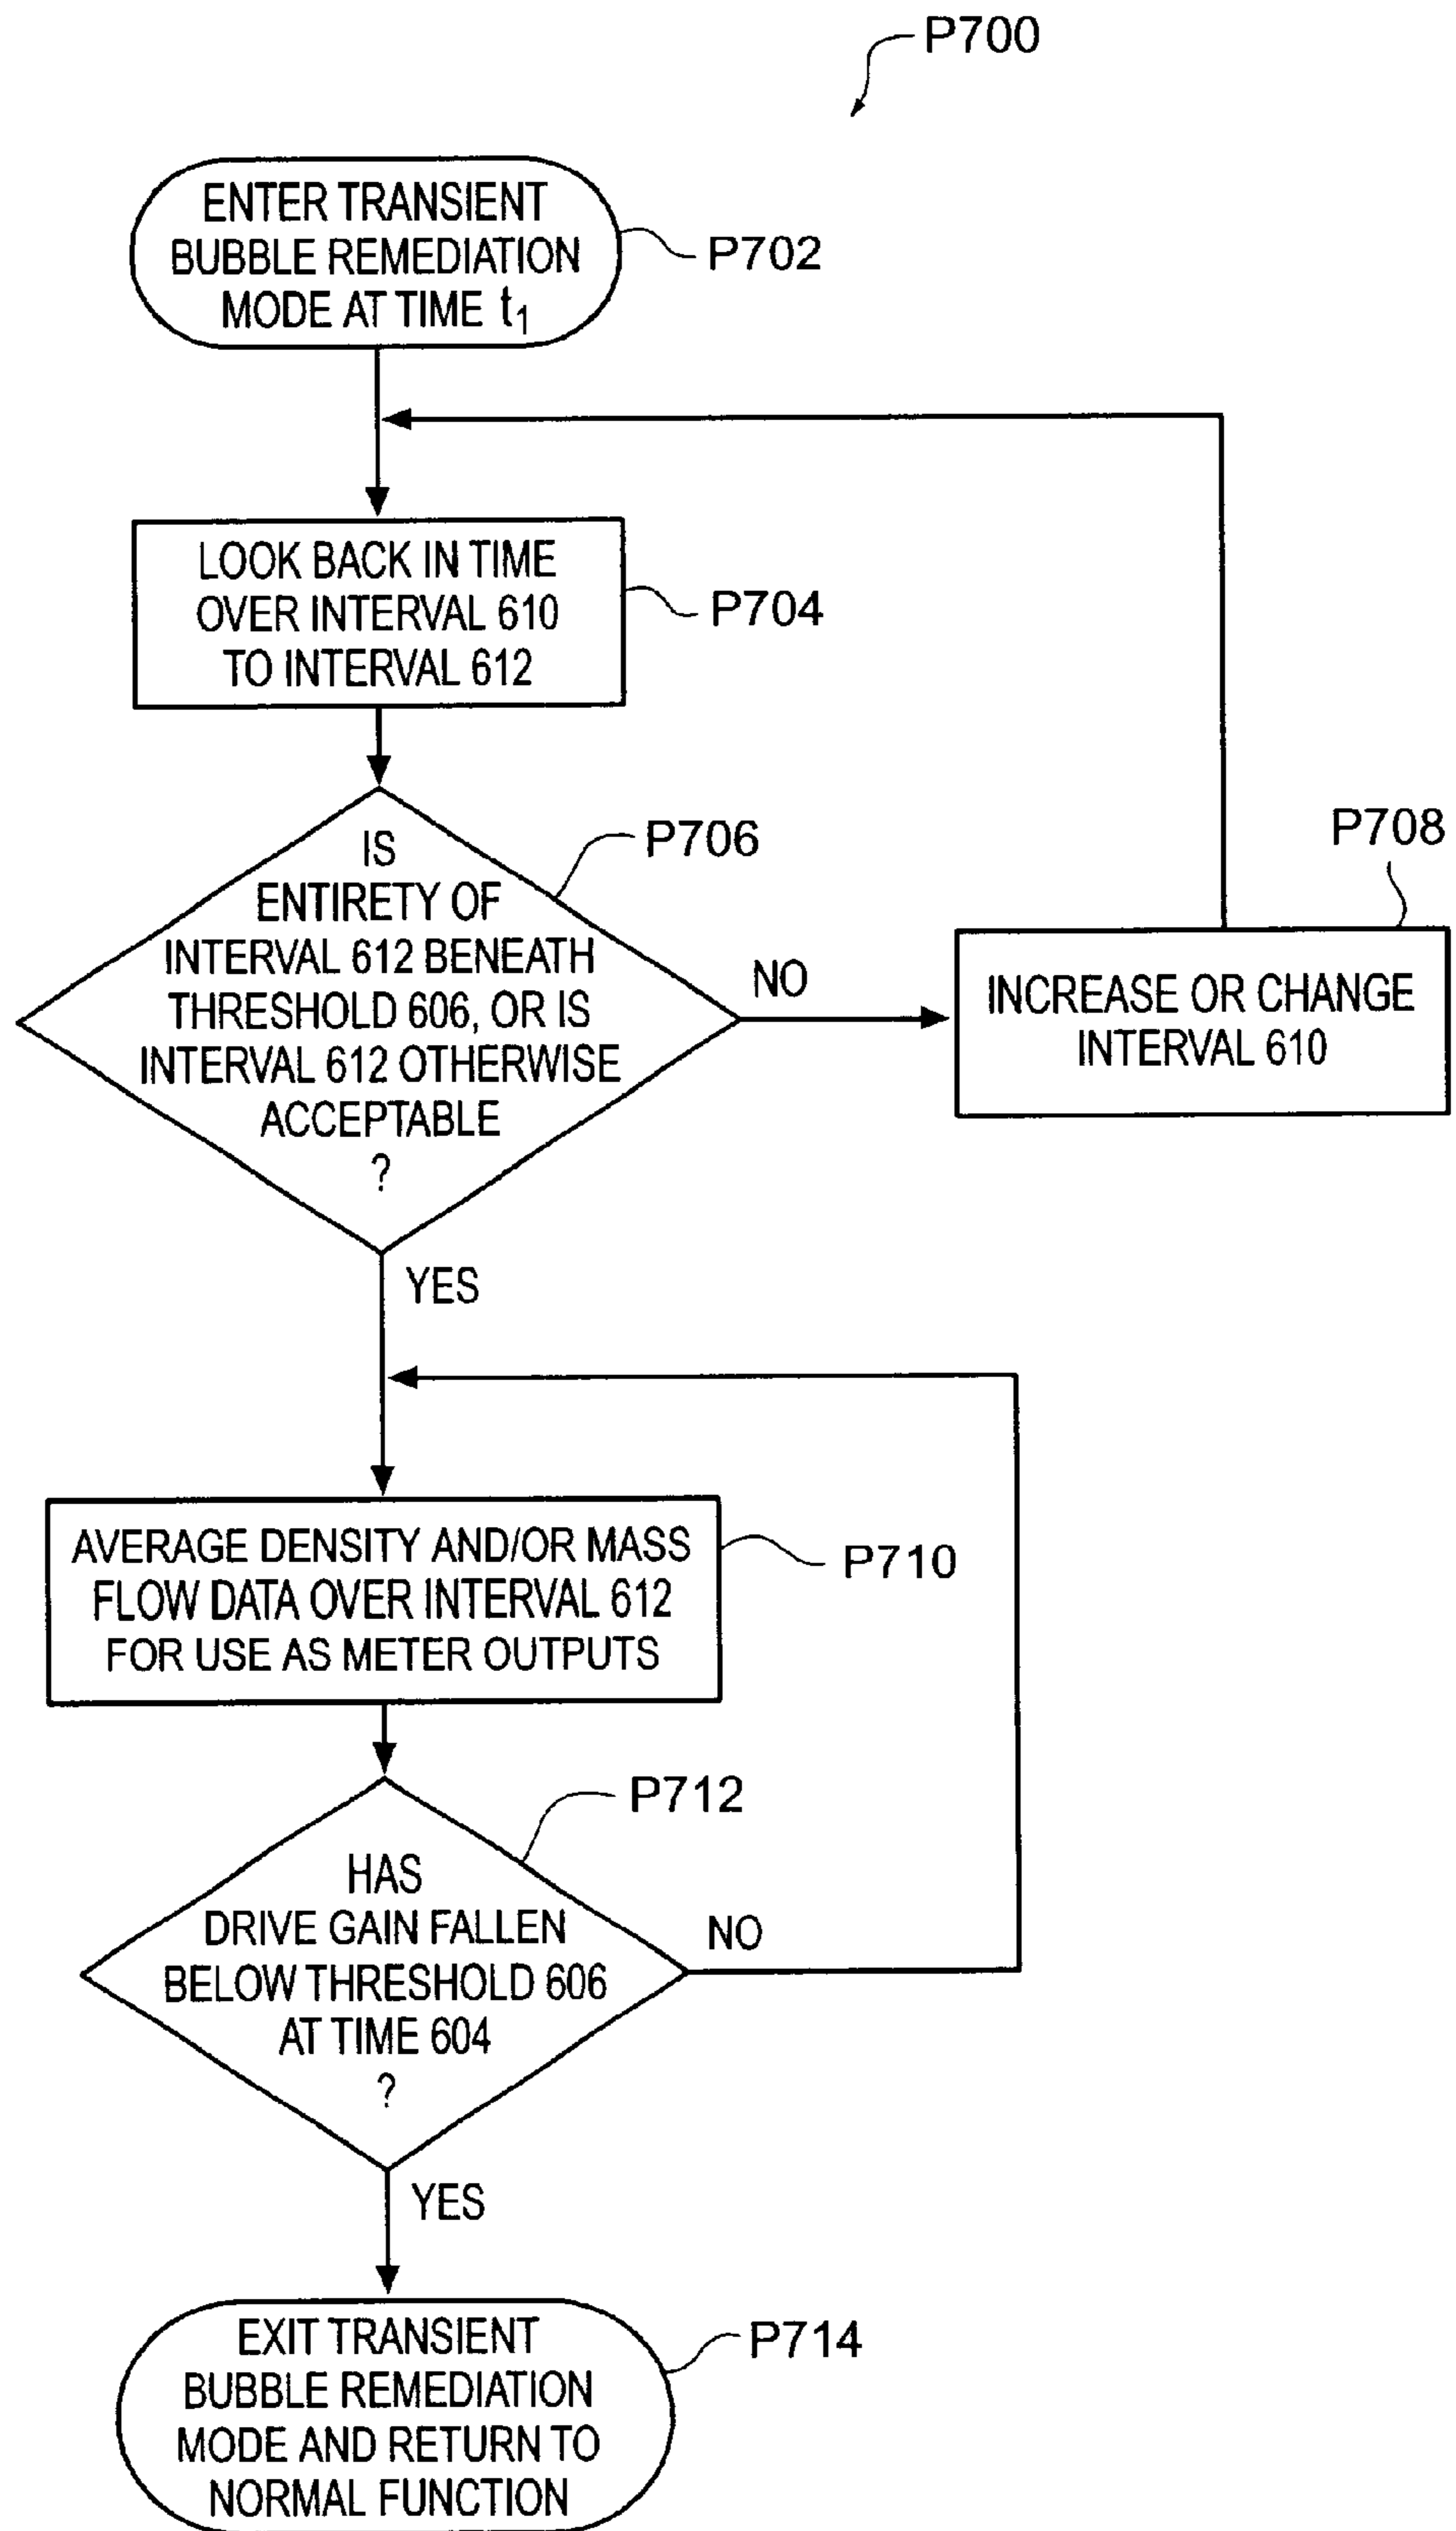 P700
ENTER TRANSIENT
BUBBLE REMEDIATION
MODE AT TIME t₁
P702
LOOK BACK IN TIME
OVER INTERVAL 610
TO INTERVAL 612
P704
IS
ENTIRETY OF
INTERVAL 612 BENEATH
THRESHOLD 606, OR IS
INTERVAL 612 OTHERWISE
ACCEPTABLE
?
P706
NO
P708
INCREASE OR CHANGE
INTERVAL 610
YES
AVERAGE DENSITY AND/OR MASS
FLOW DATA OVER INTERVAL 612
FOR USE AS METER OUTPUTS
P710
HAS
DRIVE GAIN FALLEN
BELOW THRESHOLD 606
AT TIME 604
?
P712
NO
YES
EXIT TRANSIENT
BUBBLE REMEDIATION
MODE AND RETURN TO
NORMAL FUNCTION
P714